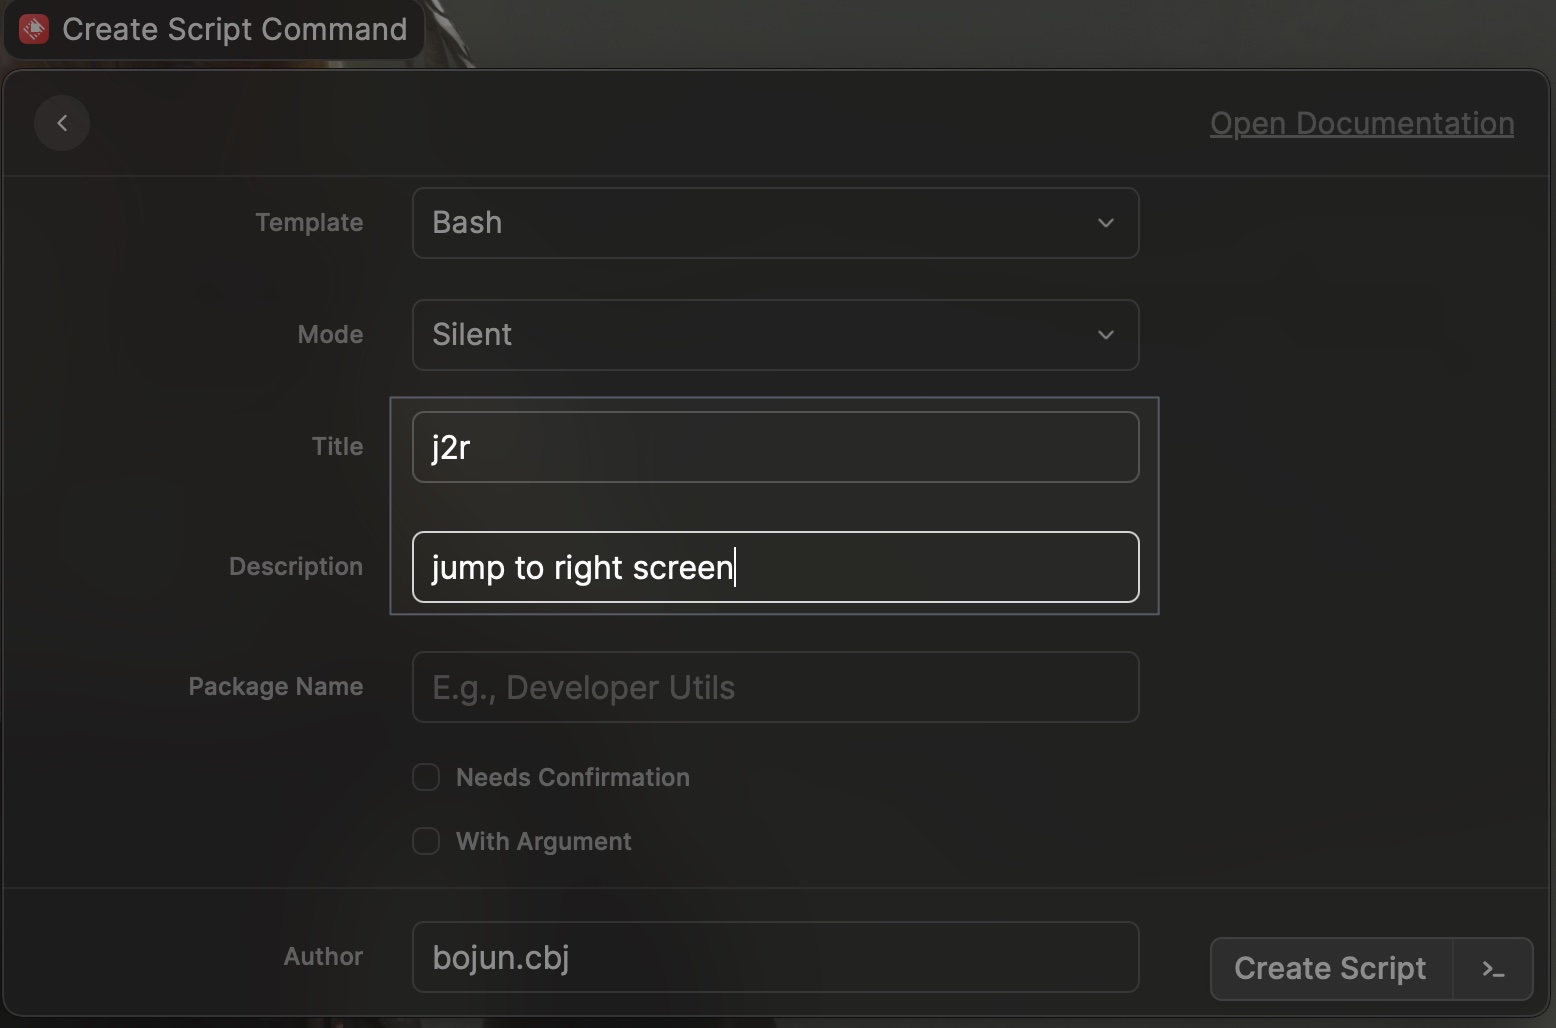 Create Script Command
Open Documentation
Template
Bash
Mode
Silent
Title
j2r
Description
jump to right screen
Package Name
E.g., Developer Utils
Needs Confirmation
With Argument
Author
bojun.cbj
Create Script